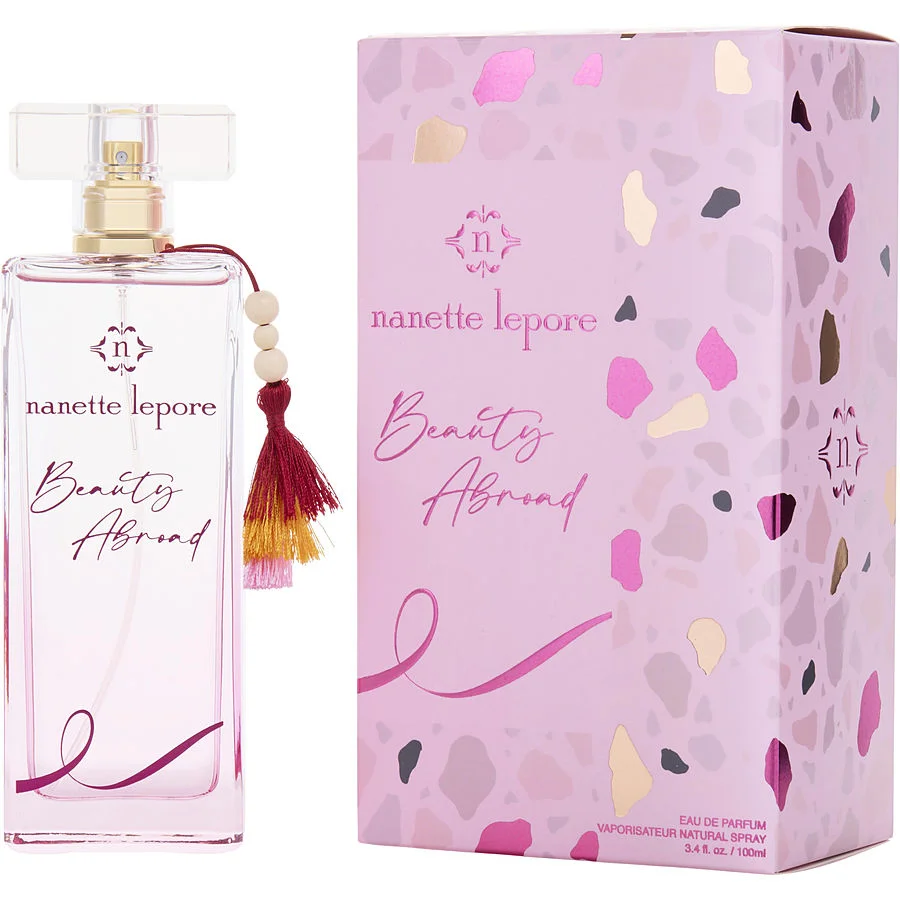 n
nanette lepore
Beauty
Abroad
n
nanette lepore
Beauty
Abroad
EAU DE PARFUM
VAPORISATEUR NATURAL SPRAY
3.4 fl. oz. / 100ml
n